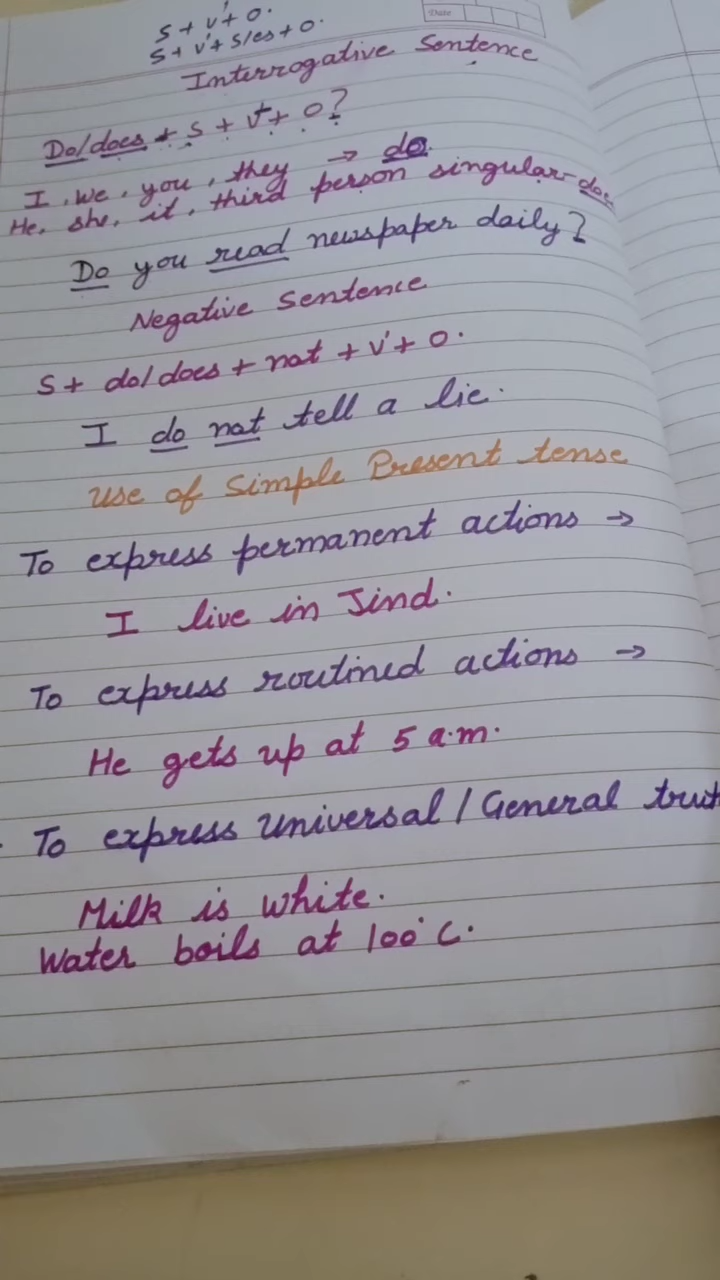 S + V¹ + O.
S + V¹ + s/es + O.
Date
Interrogative Sentence
Do/does + S + V¹ + O?
I, we, you, they → do.
He, she, it, third person singular - doe
Do you read newspaper daily?
Negative Sentence
S + do/does + not + V¹ + O.
I do not tell a lie.
Use of Simple Present tense
To express permanent actions →
I live in Jind.
To express routined actions →
He gets up at 5 a.m.
To express Universal / General trut
Milk is white.
Water boils at 100°C.